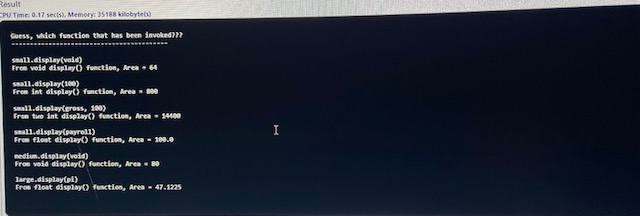 Result
CPU Time: 0.17 sec(s), Memory: 35188 kilobyte(s)
Guess, which function that has been invoked???
----------------------------------------
small.display(void)
From void display() function, Area = 64
small.display(100)
From int display() function, Area = 800
small.display(gross, 100)
From two int display() function, Area = 14400
small.display(payroll)
From float display() function, Area = 100.0
medium.display(void)
From void display() function, Area = 80
large.display(pi)
From float display() function, Area = 47.1225